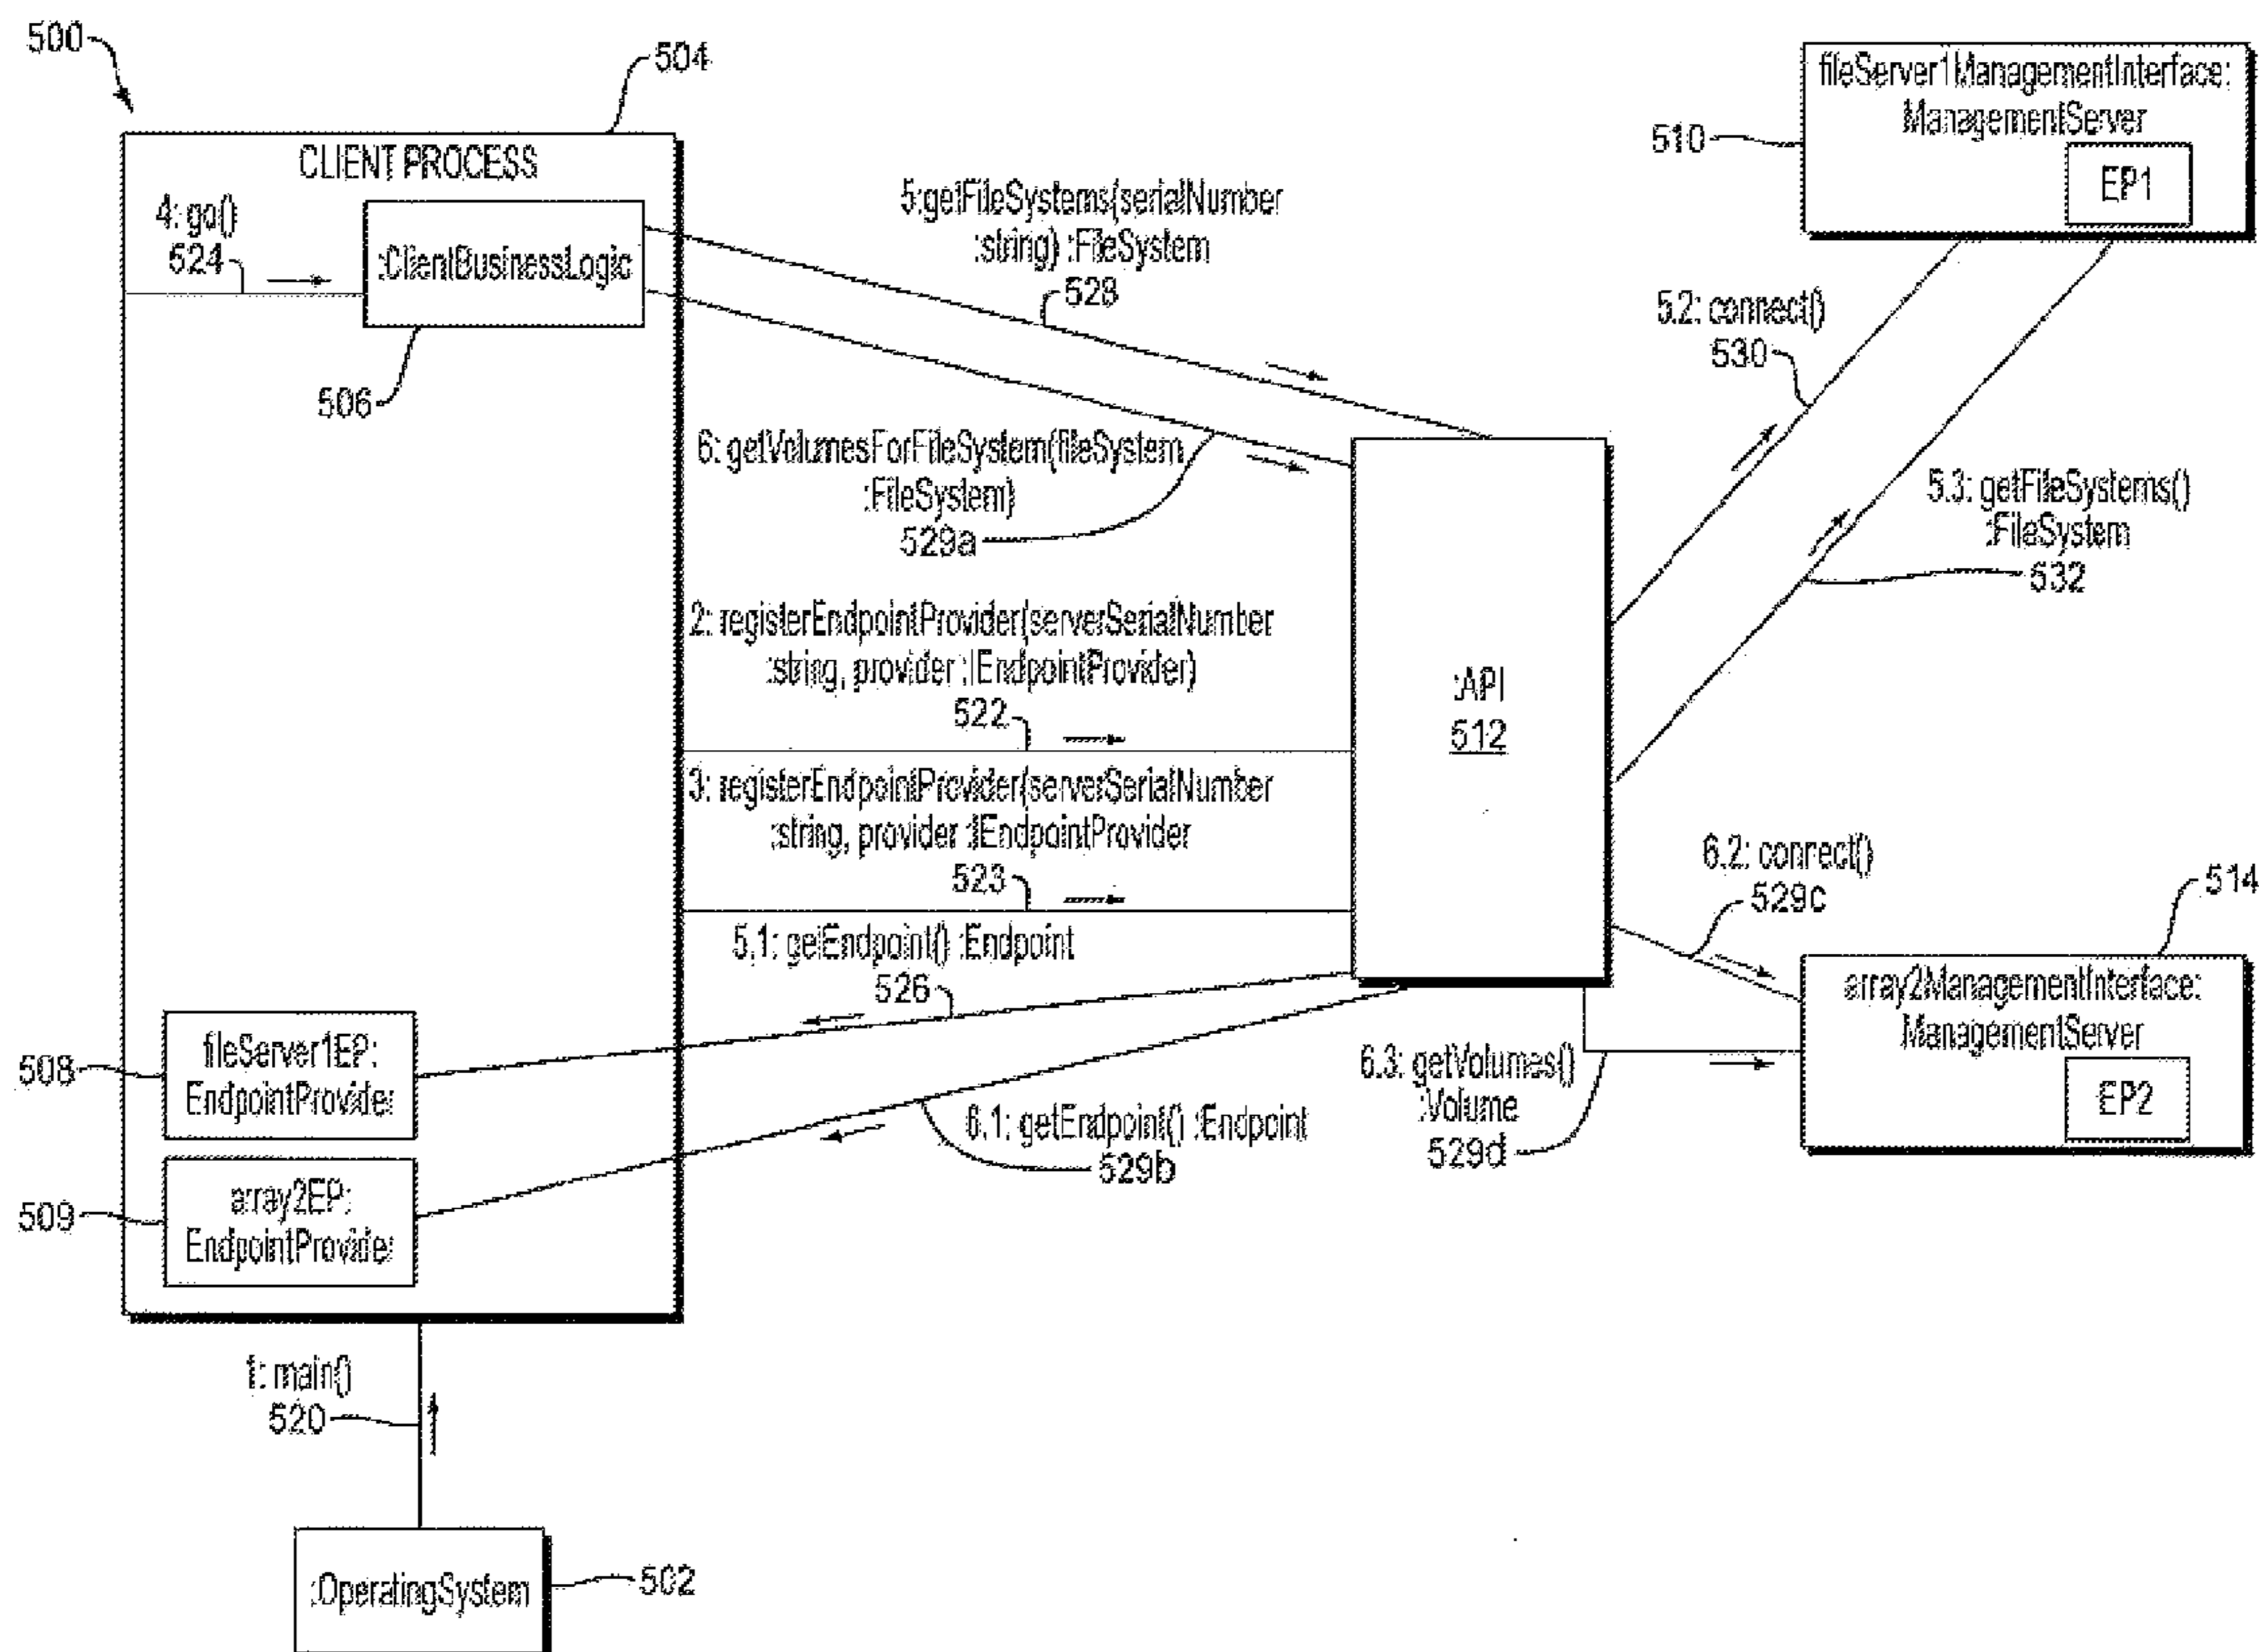 500
504
CLIENT PROCESS
4: go()
524
:ClientBusinessLogic
506
5:getFileSystems(serialNumber
:string) :FileSystem
528
6: getVolumesForFileSystem(fileSystem
:FileSystem)
529a
2: registerEndpointProvider(serverSerialNumber
:string, provider :IEndpointProvider)
522
3: registerEndpointProvider(serverSerialNumber
:string, provider :IEndpointProvider
523
5.1: getEndpoint() :Endpoint
526
6.1: getEndpoint() :Endpoint
529b
508
fileServer1EP:
EndpointProvider
509
array2EP:
EndpointProvider
1: main()
520
:OperatingSystem
502
:API
512
fileServer1ManagementInterface:
ManagementServer
EP1
510
5.2: connect()
530
5.3: getFileSystems()
:FileSystem
532
6.2: connect()
529c
514
array2ManagementInterface:
ManagementServer
EP2
6.3: getVolumes()
:Volume
529d